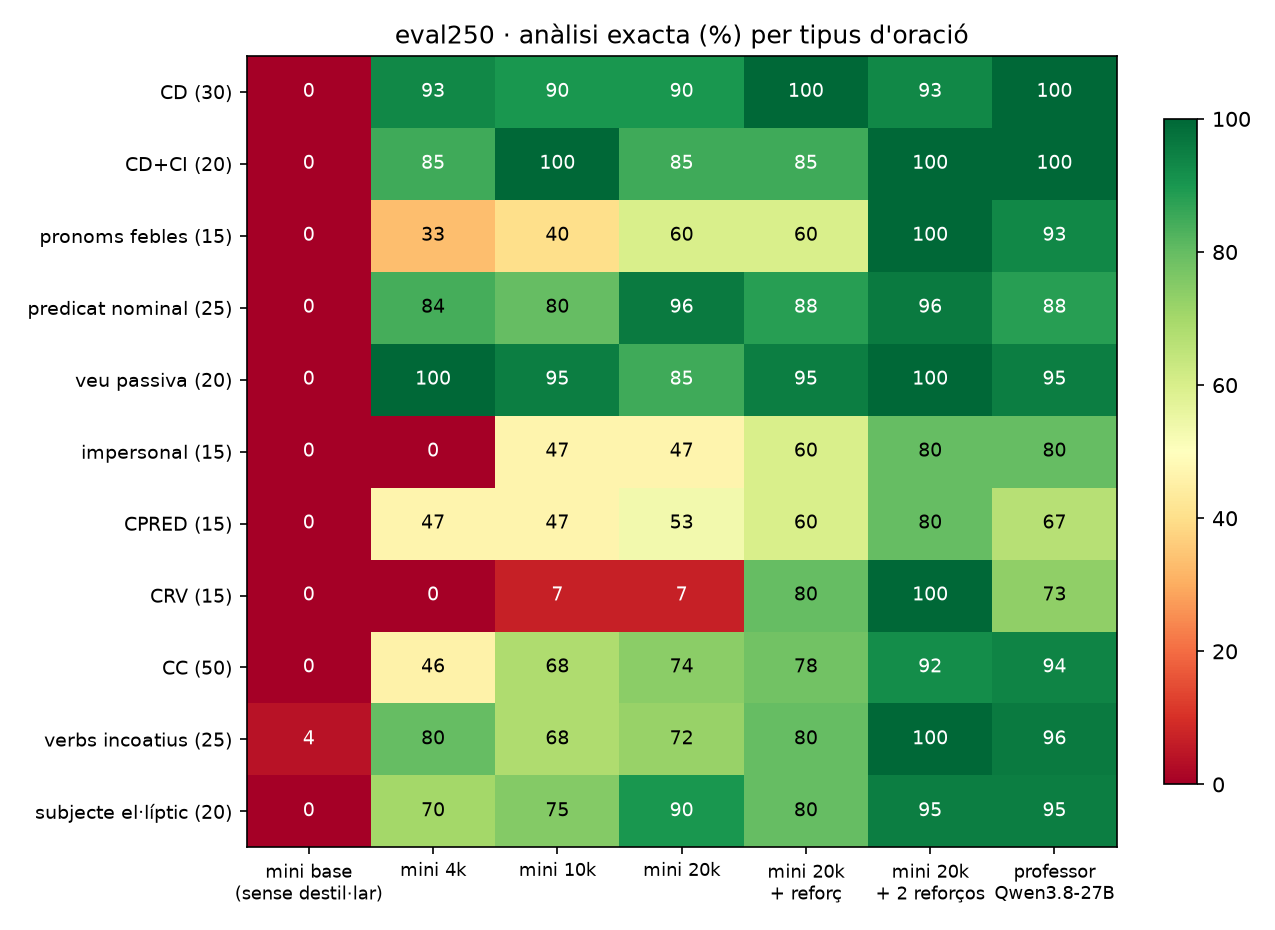 eval250 · anàlisi exacta (%) per tipus d'oració
CD (30) 0 93 90 90 100 93 100
CD+CI (20) 0 85 100 85 85 100 100
pronoms febles (15) 0 33 40 60 60 100 93
predicat nominal (25) 0 84 80 96 88 96 88
veu passiva (20) 0 100 95 85 95 100 95
impersonal (15) 0 0 47 47 60 80 80
CPRED (15) 0 47 47 53 60 80 67
CRV (15) 0 0 7 7 80 100 73
CC (50) 0 46 68 74 78 92 94
verbs incoatius (25) 4 80 68 72 80 100 96
subjecte el·líptic (20) 0 70 75 90 80 95 95
mini base mini 4k mini 10k mini 20k mini 20k mini 20k professor
(sense destil·lar) + reforç + 2 reforços Qwen3.8-27B
100
80
60
40
20
0